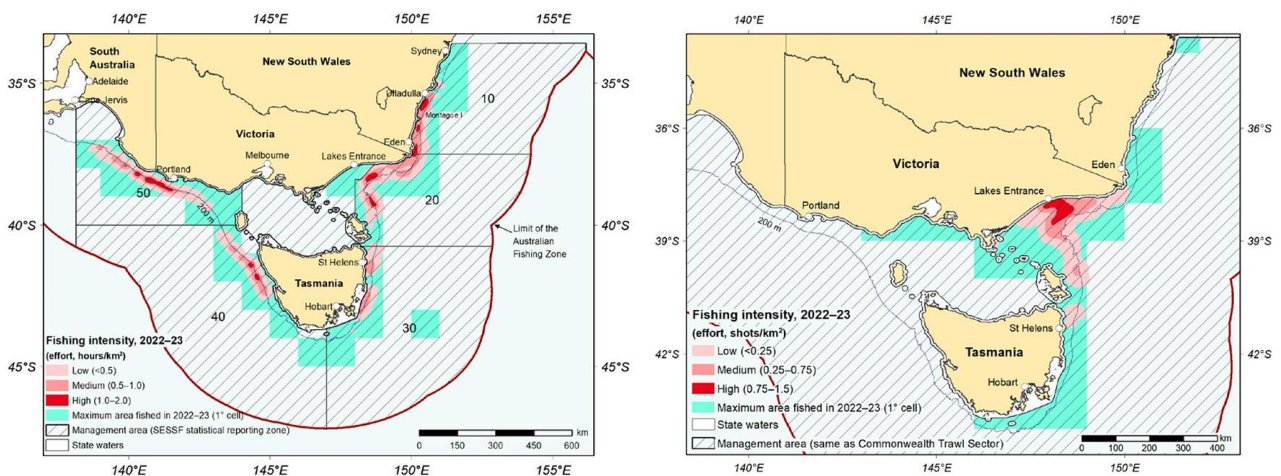 140°E 145°E 150°E 155°E
South
Australia
Adelaide
Cape Jervis
New South Wales
Sydney
Ulladulla
Montague I
Victoria
Melbourne
Eden
Lakes Entrance
Portland
35°S 35°S
10
50
20
200 m
40°S 40°S
Limit of the
Australian
Fishing Zone
St Helens
Tasmania
Hobart
40
30
45°S 45°S
Fishing intensity, 2022–23
(effort, hours/km²)
Low (<0.5)
Medium (0.5–1.0)
High (1.0–2.0)
Maximum area fished in 2022–23 (1° cell)
Management area (SESSF statistical reporting zone)
State waters
km
0 150 300 450 600
140°E 145°E 150°E 155°E
140°E 145°E 150°E
New South Wales
36°S 36°S
Victoria
Eden
Lakes Entrance
Portland
200 m
39°S 39°S
St Helens
Tasmania
Hobart
42°S 42°S
Fishing intensity, 2022–23
(effort, shots/km²)
Low (<0.25)
Medium (0.25–0.75)
High (0.75–1.5)
Maximum area fished in 2022–23 (1° cell)
State waters
Management area (same as Commonwealth Trawl Sector)
km
0 100 200 300 400
140°E 145°E 150°E